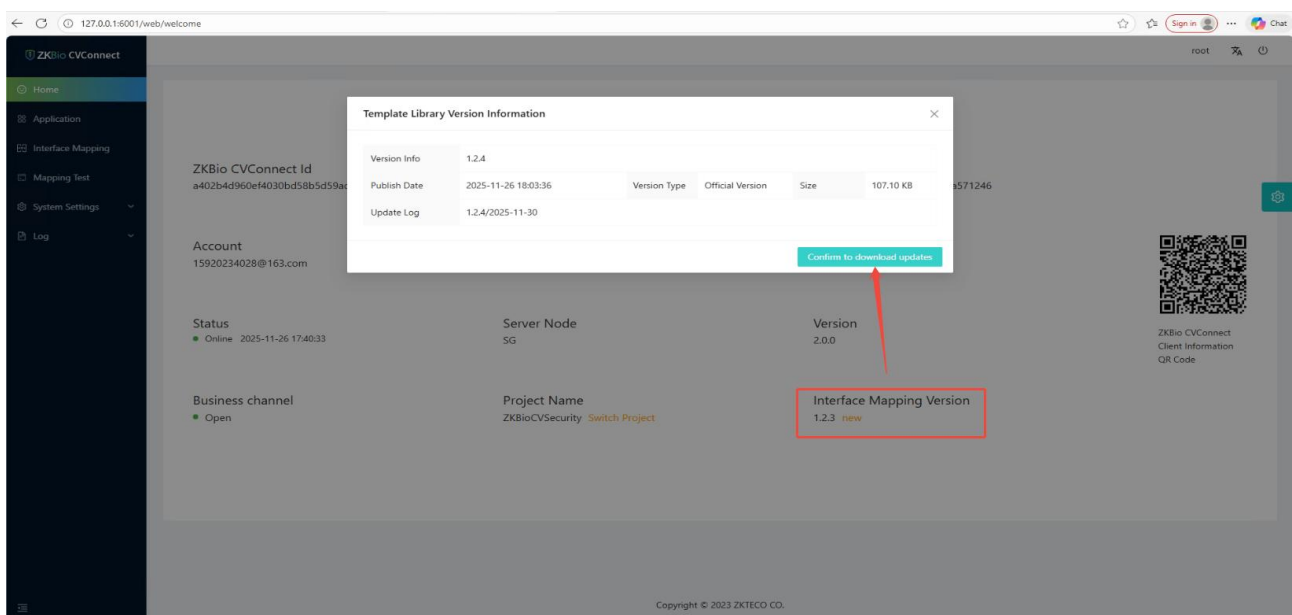 127.0.0.1:6001/web/welcome
Sign in
Chat
ZKBio CVConnect
root
Home
Application
Interface Mapping
Mapping Test
System Settings
Log
Template Library Version Information
Version Info 1.2.4
Publish Date 2025-11-26 18:03:36 Version Type Official Version Size 107.10 KB
Update Log 1.2.4/2025-11-30
Confirm to download updates
ZKBio CVConnect Id
a402b4d960ef4030bd58b5d59ac
a571246
Account
15920234028@163.com
Status
Online 2025-11-26 17:40:33
Server Node
SG
Version
2.0.0
ZKBio CVConnect
Client Information
QR Code
Business channel
Open
Project Name
ZKBioCVSecurity Switch Project
Interface Mapping Version
1.2.3 new
Copyright © 2023 ZKTECO CO.